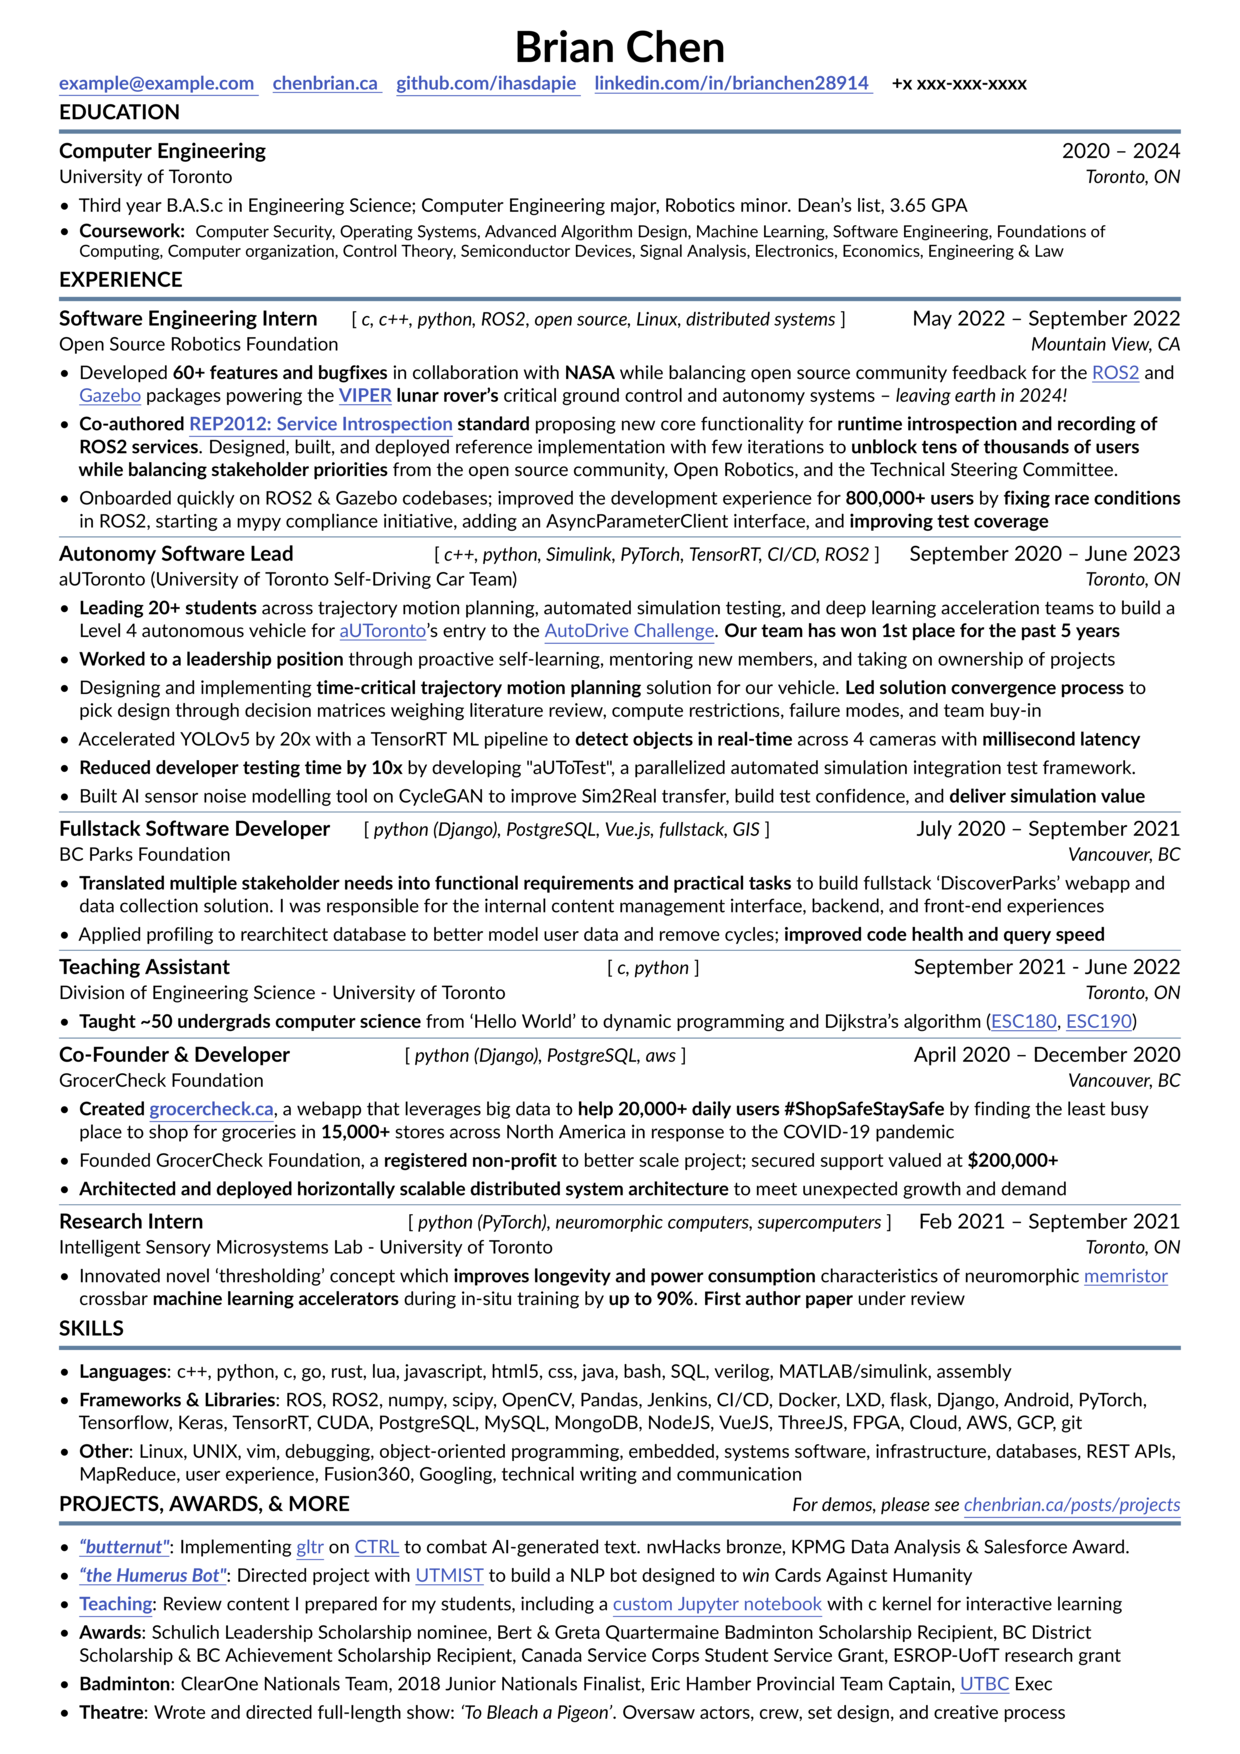 Brian Chen
example@example.com chenbrian.ca github.com/ihasdapie linkedin.com/in/brianchen28914 +x xxx-xxx-xxxx
EDUCATION
Computer Engineering 2020 – 2024
University of Toronto Toronto, ON
• Third year B.A.S.c in Engineering Science; Computer Engineering major, Robotics minor. Dean's list, 3.65 GPA
• Coursework: Computer Security, Operating Systems, Advanced Algorithm Design, Machine Learning, Software Engineering, Foundations of
Computing, Computer organization, Control Theory, Semiconductor Devices, Signal Analysis, Electronics, Economics, Engineering & Law
EXPERIENCE
Software Engineering Intern [ c, c++, python, ROS2, open source, Linux, distributed systems ] May 2022 – September 2022
Open Source Robotics Foundation Mountain View, CA
• Developed 60+ features and bugfixes in collaboration with NASA while balancing open source community feedback for the ROS2 and
Gazebo packages powering the VIPER lunar rover's critical ground control and autonomy systems – leaving earth in 2024!
• Co-authored REP2012: Service Introspection standard proposing new core functionality for runtime introspection and recording of
ROS2 services. Designed, built, and deployed reference implementation with few iterations to unblock tens of thousands of users
while balancing stakeholder priorities from the open source community, Open Robotics, and the Technical Steering Committee.
• Onboarded quickly on ROS2 & Gazebo codebases; improved the development experience for 800,000+ users by fixing race conditions
in ROS2, starting a mypy compliance initiative, adding an AsyncParameterClient interface, and improving test coverage
Autonomy Software Lead [ c++, python, Simulink, PyTorch, TensorRT, CI/CD, ROS2 ] September 2020 – June 2023
aUToronto (University of Toronto Self-Driving Car Team) Toronto, ON
• Leading 20+ students across trajectory motion planning, automated simulation testing, and deep learning acceleration teams to build a
Level 4 autonomous vehicle for aUToronto's entry to the AutoDrive Challenge. Our team has won 1st place for the past 5 years
• Worked to a leadership position through proactive self-learning, mentoring new members, and taking on ownership of projects
• Designing and implementing time-critical trajectory motion planning solution for our vehicle. Led solution convergence process to
pick design through decision matrices weighing literature review, compute restrictions, failure modes, and team buy-in
• Accelerated YOLOv5 by 20x with a TensorRT ML pipeline to detect objects in real-time across 4 cameras with millisecond latency
• Reduced developer testing time by 10x by developing "aUToTest", a parallelized automated simulation integration test framework.
• Built AI sensor noise modelling tool on CycleGAN to improve Sim2Real transfer, build test confidence, and deliver simulation value
Fullstack Software Developer [ python (Django), PostgreSQL, Vue.js, fullstack, GIS ] July 2020 – September 2021
BC Parks Foundation Vancouver, BC
• Translated multiple stakeholder needs into functional requirements and practical tasks to build fullstack ‘DiscoverParks’ webapp and
data collection solution. I was responsible for the internal content management interface, backend, and front-end experiences
• Applied profiling to rearchitect database to better model user data and remove cycles; improved code health and query speed
Teaching Assistant [ c, python ] September 2021 - June 2022
Division of Engineering Science - University of Toronto Toronto, ON
• Taught ~50 undergrads computer science from ‘Hello World’ to dynamic programming and Dijkstra's algorithm (ESC180, ESC190)
Co-Founder & Developer [ python (Django), PostgreSQL, aws ] April 2020 – December 2020
GrocerCheck Foundation Vancouver, BC
• Created grocercheck.ca, a webapp that leverages big data to help 20,000+ daily users #ShopSafeStaySafe by finding the least busy
place to shop for groceries in 15,000+ stores across North America in response to the COVID-19 pandemic
• Founded GrocerCheck Foundation, a registered non-profit to better scale project; secured support valued at $200,000+
• Architected and deployed horizontally scalable distributed system architecture to meet unexpected growth and demand
Research Intern [ python (PyTorch), neuromorphic computers, supercomputers ] Feb 2021 – September 2021
Intelligent Sensory Microsystems Lab - University of Toronto Toronto, ON
• Innovated novel ‘thresholding’ concept which improves longevity and power consumption characteristics of neuromorphic memristor
crossbar machine learning accelerators during in-situ training by up to 90%. First author paper under review
SKILLS
• Languages: c++, python, c, go, rust, lua, javascript, html5, css, java, bash, SQL, verilog, MATLAB/simulink, assembly
• Frameworks & Libraries: ROS, ROS2, numpy, scipy, OpenCV, Pandas, Jenkins, CI/CD, Docker, LXD, flask, Django, Android, PyTorch,
Tensorflow, Keras, TensorRT, CUDA, PostgreSQL, MySQL, MongoDB, NodeJS, VueJS, ThreeJS, FPGA, Cloud, AWS, GCP, git
• Other: Linux, UNIX, vim, debugging, object-oriented programming, embedded, systems software, infrastructure, databases, REST APIs,
MapReduce, user experience, Fusion360, Googling, technical writing and communication
PROJECTS, AWARDS, & MORE For demos, please see chenbrian.ca/posts/projects
• “butternut": Implementing gltr on CTRL to combat AI-generated text. nwHacks bronze, KPMG Data Analysis & Salesforce Award.
• “the Humerus Bot": Directed project with UTMIST to build a NLP bot designed to win Cards Against Humanity
• Teaching: Review content I prepared for my students, including a custom Jupyter notebook with c kernel for interactive learning
• Awards: Schulich Leadership Scholarship nominee, Bert & Greta Quartermaine Badminton Scholarship Recipient, BC District
Scholarship & BC Achievement Scholarship Recipient, Canada Service Corps Student Service Grant, ESROP-UofT research grant
• Badminton: ClearOne Nationals Team, 2018 Junior Nationals Finalist, Eric Hamber Provincial Team Captain, UTBC Exec
• Theatre: Wrote and directed full-length show: ‘To Bleach a Pigeon’. Oversaw actors, crew, set design, and creative process